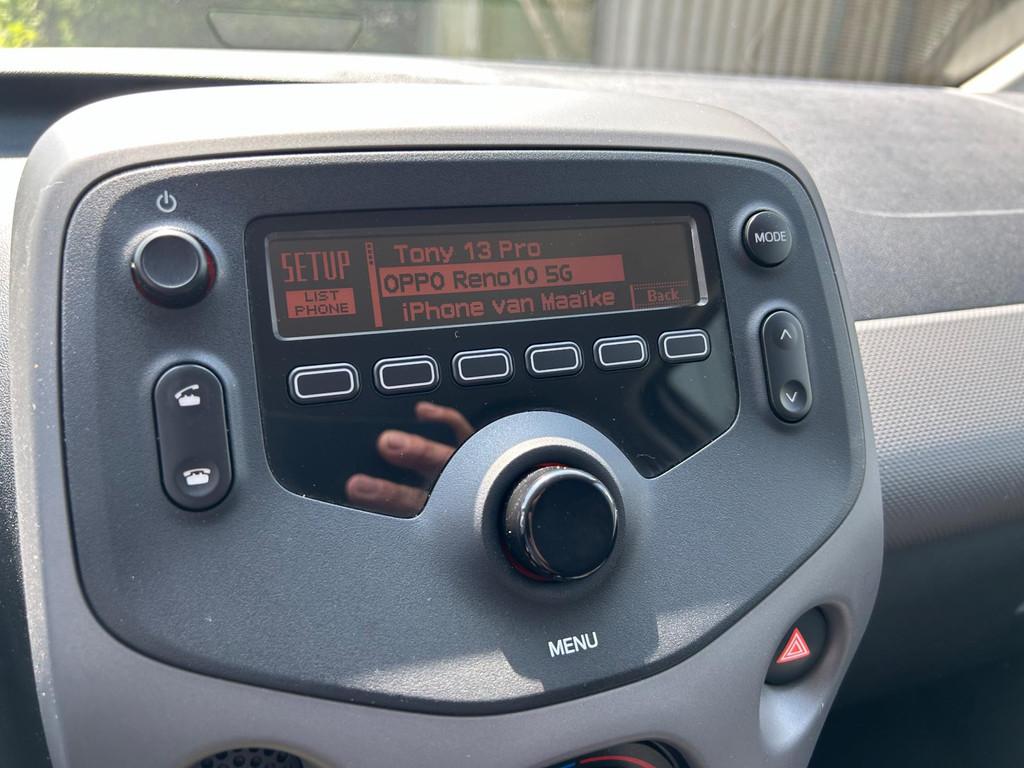 SETUP
LIST
PHONE
Tony 13 Pro
OPPO Reno10 5G
iPhone van Maaike
Back
MODE
MENU